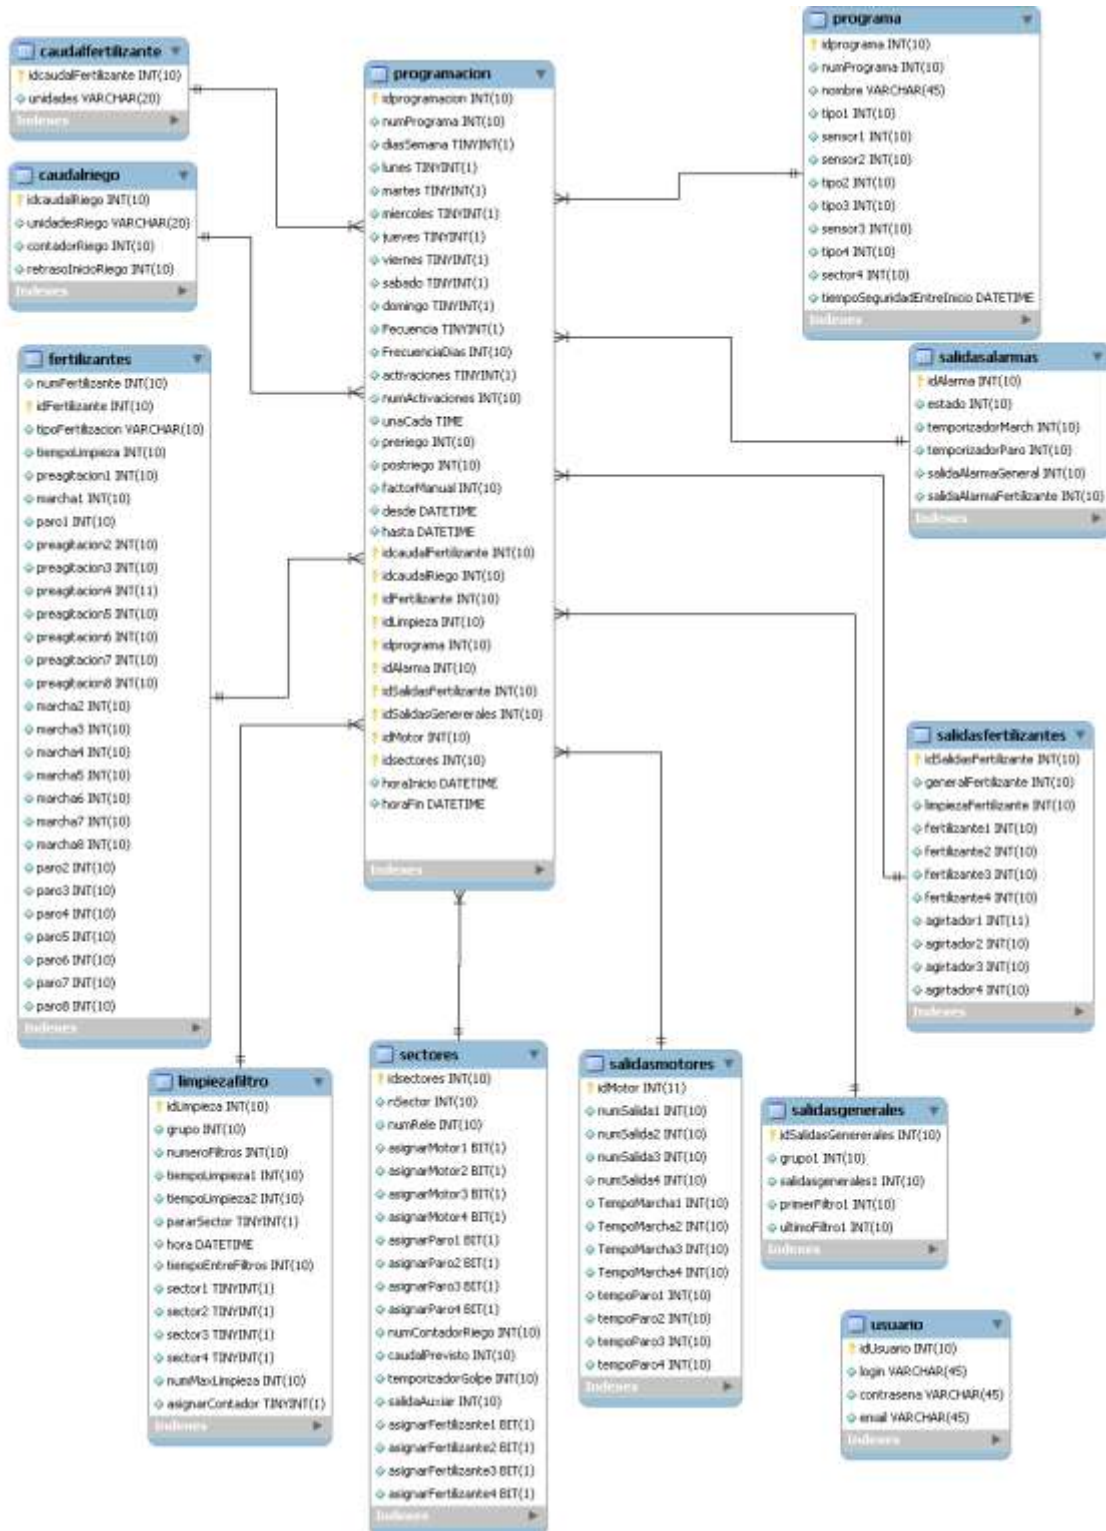 caudalfertilizante
idcaudalFertilizante INT(10)
unidades VARCHAR(20)
Indexes
caudalriego
idcaudalRiego INT(10)
unidadesRiego VARCHAR(20)
contadorRiego INT(10)
retrasoInicioRiego INT(10)
Indexes
fertilizantes
numFertilizante INT(10)
idFertilizante INT(10)
tipoFertilizacion VARCHAR(10)
tiempoLimpieza INT(10)
preagitacion1 INT(10)
marcha1 INT(10)
paro1 INT(10)
preagitacion2 INT(10)
preagitacion3 INT(10)
preagitacion4 INT(11)
preagitacion5 INT(10)
preagitacion6 INT(10)
preagitacion7 INT(10)
preagitacion8 INT(10)
marcha2 INT(10)
marcha3 INT(10)
marcha4 INT(10)
marcha5 INT(10)
marcha6 INT(10)
marcha7 INT(10)
marcha8 INT(10)
paro2 INT(10)
paro3 INT(10)
paro4 INT(10)
paro5 INT(10)
paro6 INT(10)
paro7 INT(10)
paro8 INT(10)
Indexes
programacion
idprogramacion INT(10)
numPrograma INT(10)
diasSemana TINYINT(1)
lunes TINYINT(1)
martes TINYINT(1)
miercoles TINYINT(1)
jueves TINYINT(1)
viernes TINYINT(1)
sabado TINYINT(1)
domingo TINYINT(1)
Fecuencia TINYINT(1)
FrecuenciaDias INT(10)
activaciones TINYINT(1)
numActivaciones INT(10)
unaCada TIME
preriego INT(10)
postriego INT(10)
factorManual INT(10)
desde DATETIME
hasta DATETIME
idcaudalFertilizante INT(10)
idcaudalRiego INT(10)
idFertilizante INT(10)
idLimpieza INT(10)
idprograma INT(10)
idAlarma INT(10)
idSalidasFertilizante INT(10)
idSalidasGenererales INT(10)
idMotor INT(10)
idsectores INT(10)
horaInicio DATETIME
horaFin DATETIME
Indexes
programa
idprograma INT(10)
numPrograma INT(10)
nombre VARCHAR(45)
tipo1 INT(10)
sensor1 INT(10)
sensor2 INT(10)
tipo2 INT(10)
tipo3 INT(10)
sensor3 INT(10)
tipo4 INT(10)
sector4 INT(10)
tiempoSeguridadEntreInicio DATETIME
Indexes
salidasalarmas
idAlarma INT(10)
estado INT(10)
temporizadorMarch INT(10)
temporizadorParo INT(10)
salidaAlarmaGeneral INT(10)
salidaAlarmaFertilizante INT(10)
Indexes
salidasfertilizantes
idSalidasFertilizante INT(10)
generalFertilizante INT(10)
limpiezaFertilizante INT(10)
fertilizante1 INT(10)
fertilizante2 INT(10)
fertilizante3 INT(10)
fertilizante4 INT(10)
agirtador1 INT(11)
agirtador2 INT(10)
agirtador3 INT(10)
agirtador4 INT(10)
Indexes
limpiezafiltro
idLimpieza INT(10)
grupo INT(10)
numeroFiltros INT(10)
tiempoLimpieza1 INT(10)
tiempoLimpieza2 INT(10)
pararSector TINYINT(1)
hora DATETIME
tiempoEntreFiltros INT(10)
sector1 TINYINT(1)
sector2 TINYINT(1)
sector3 TINYINT(1)
sector4 TINYINT(1)
numMaxLimpieza INT(10)
asignarContador TINYINT(1)
Indexes
sectores
idsectores INT(10)
nSector INT(10)
numRele INT(10)
asignarMotor1 BIT(1)
asignarMotor2 BIT(1)
asignarMotor3 BIT(1)
asignarMotor4 BIT(1)
asignarParo1 BIT(1)
asignarParo2 BIT(1)
asignarParo3 BIT(1)
asignarParo4 BIT(1)
numContadorRiego INT(10)
caudalPrevisto INT(10)
temporizadorGolpe INT(10)
salidaAuxiar INT(10)
asignarFertilizante1 BIT(1)
asignarFertilizante2 BIT(1)
asignarFertilizante3 BIT(1)
asignarFertilizante4 BIT(1)
Indexes
salidasmotores
idMotor INT(11)
numSalida1 INT(10)
numSalida2 INT(10)
numSalida3 INT(10)
numSalida4 INT(10)
TempoMarcha1 INT(10)
TempoMarcha2 INT(10)
TempoMarcha3 INT(10)
TempoMarcha4 INT(10)
tempoParo1 INT(10)
tempoParo2 INT(10)
tempoParo3 INT(10)
tempoParo4 INT(10)
Indexes
salidasgenerales
idSalidasGenererales INT(10)
grupo1 INT(10)
salidasgenerales1 INT(10)
primerFiltro1 INT(10)
ultimoFiltro1 INT(10)
Indexes
usuario
idUsuario INT(10)
login VARCHAR(45)
contrasena VARCHAR(45)
email VARCHAR(45)
Indexes